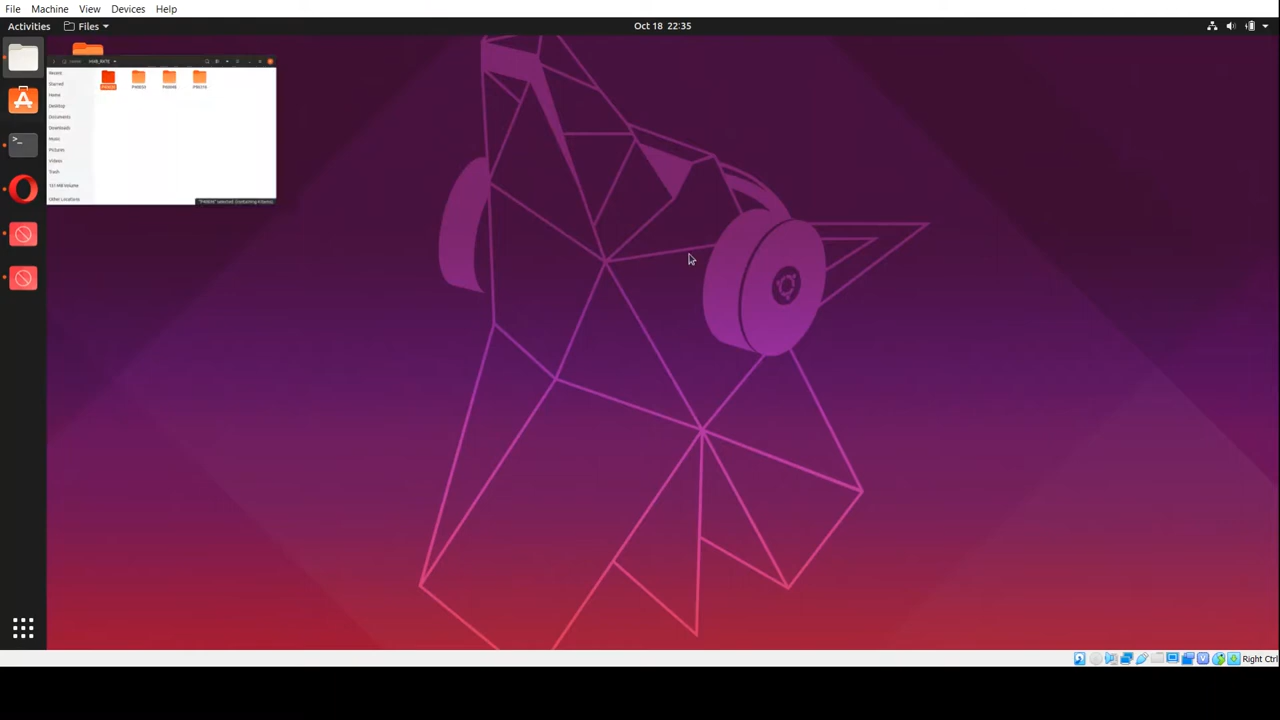 File Machine View Devices Help
Activities Files Oct 18 22:35
Recent
Starred
Home
Desktop
Documents
Downloads
Music
Pictures
Videos
Trash
Other Locations
Right Ctrl